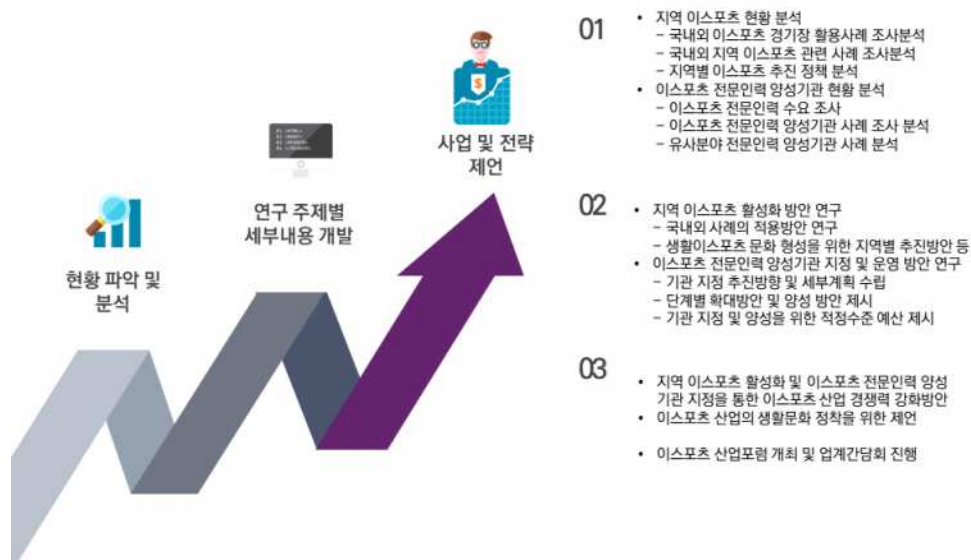 현황 파악 및
분석
연구 주제별
세부내용 개발
사업 및 전략
제언
01
• 지역 이스포츠 현황 분석
– 국내외 이스포츠 경기장 활용사례 조사분석
– 국내외 지역 이스포츠 관련 사례 조사분석
– 지역별 이스포츠 추진 정책 분석
• 이스포츠 전문인력 양성기관 현황 분석
– 이스포츠 전문인력 수요 조사
– 이스포츠 전문인력 양성기관 사례 조사 분석
– 유사분야 전문인력 양성기관 사례 분석
02
• 지역 이스포츠 활성화 방안 연구
– 국내외 사례의 적용방안 연구
– 생활이스포츠 문화 형성을 위한 지역별 추진방안 등
• 이스포츠 전문인력 양성기관 지정 및 운영 방안 연구
– 기관 지정 추진방향 및 세부계획 수립
– 단계별 확대방안 및 양성 방안 제시
– 기관 지정 및 양성을 위한 적정수준 예산 제시
03
• 지역 이스포츠 활성화 및 이스포츠 전문인력 양성
기관 지정을 통한 이스포츠 산업 경쟁력 강화방안
• 이스포츠 산업의 생활문화 정착을 위한 제언
• 이스포츠 산업포럼 개최 및 업계간담회 진행